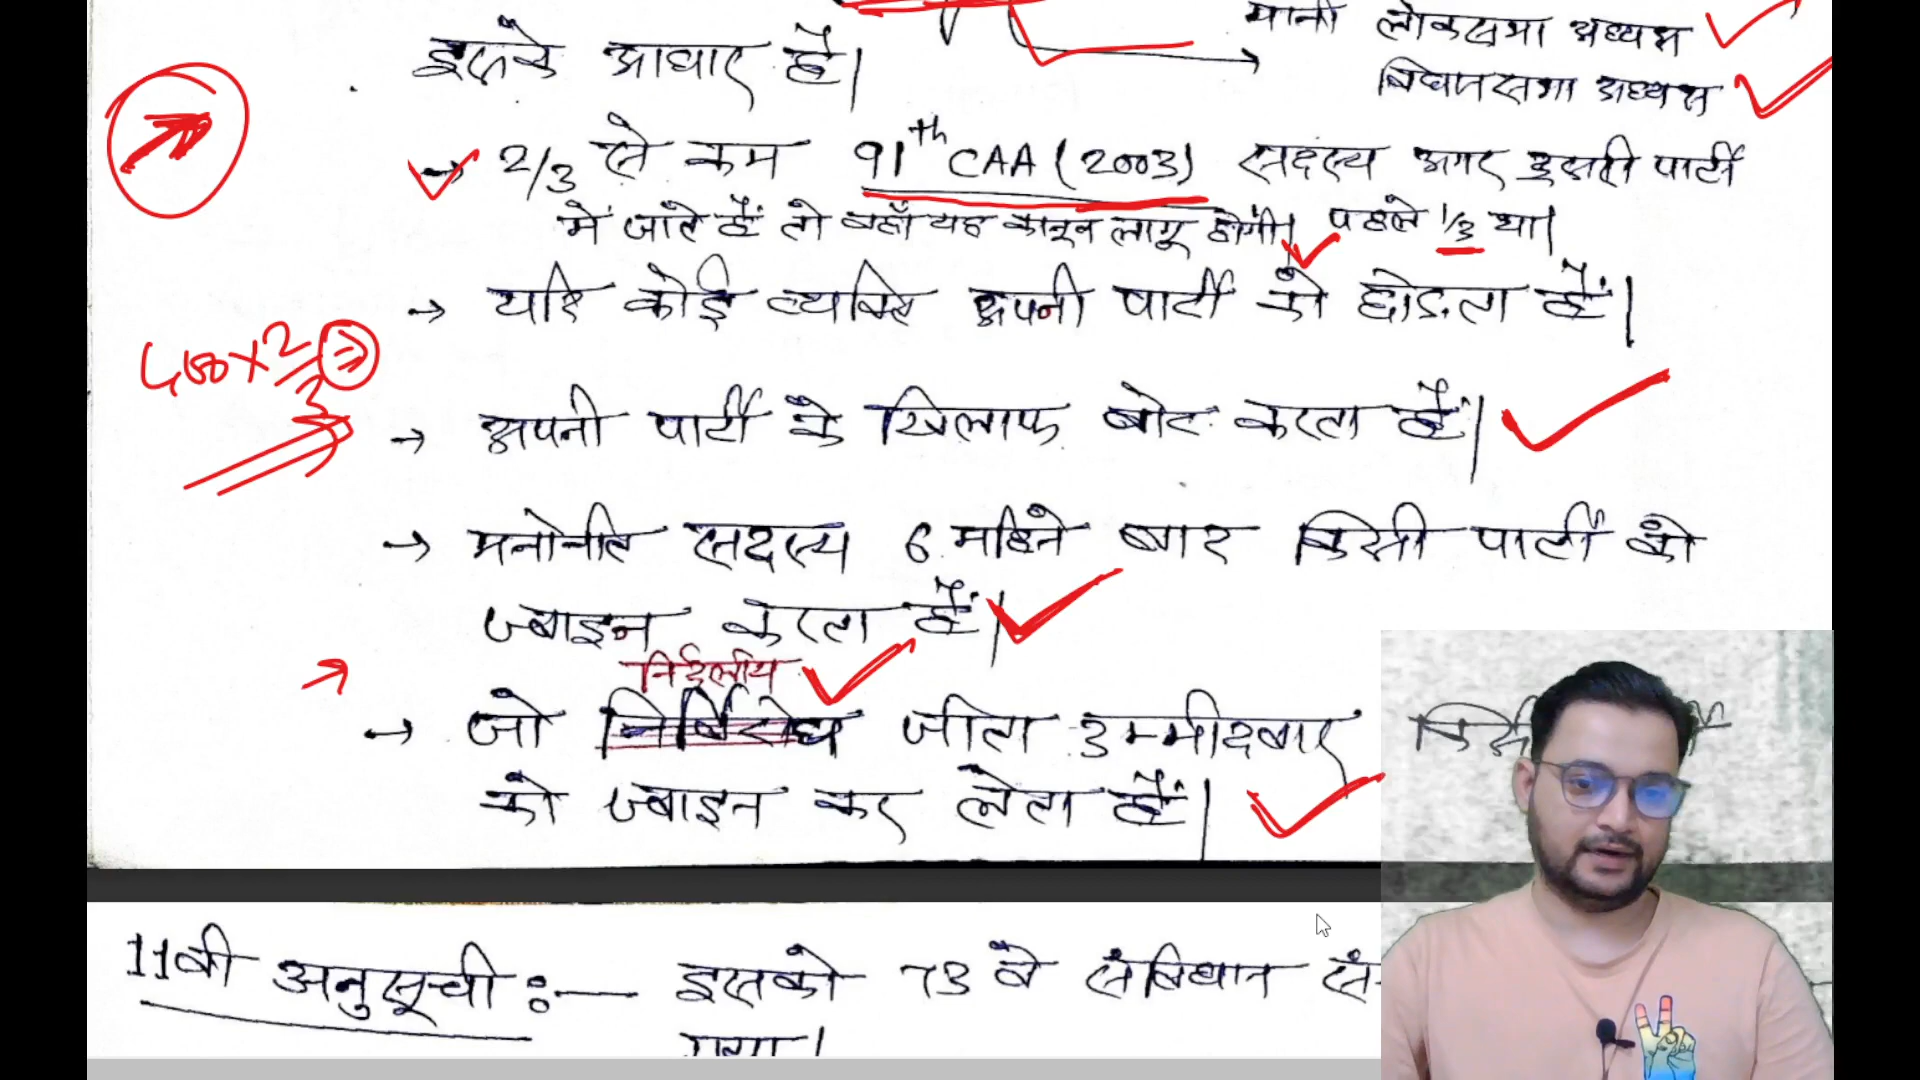 यानी लोकसभा अध्यक्ष
इसके आधार है।
विधानसभा अध्यक्ष
→ 2/3 से कम 91th CAA (2003) सदस्य अगर दुसरी पार्टी
में जाते हैं तो वहाँ यह कानून लागू होगी। पहले 1/3 था।
→ यदि कोई व्यक्ति अपनी पार्टी को छोड़ता हैं।
→ अपनी पार्टी के खिलाफ वोट करता हैं।
→ मनोनीत सदस्य 6 महिने बाद किसी पार्टी को
ज्वाइन करता हैं।
निर्दलीय
→ जो निर्विरोध जीता उम्मीदवार
को ज्वाइन कर लेता हैं।
11वी अनुसूची :— इसको 73 वे संविधान सं
गया।